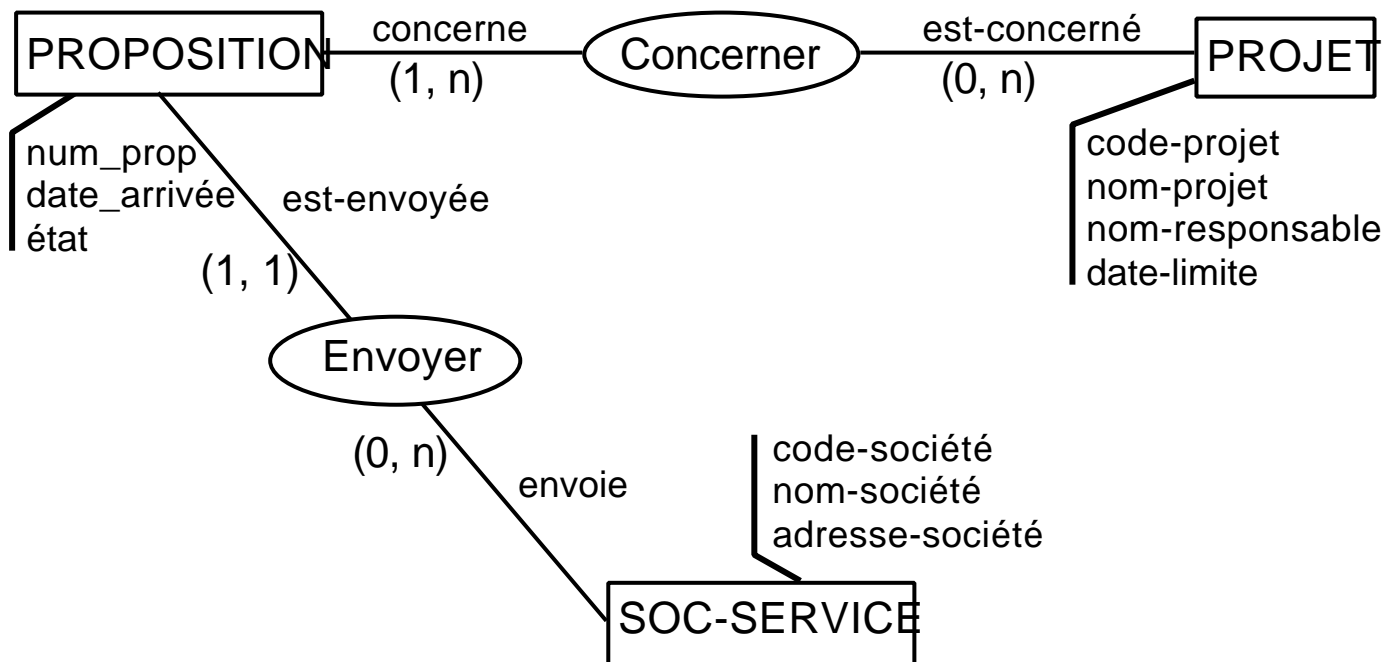 concerne
est-concerné
PROPOSITION
Concerner
PROJET
(1, n)
(0, n)
num_prop
date_arrivée
état
code-projet
nom-projet
nom-responsable
date-limite
est-envoyée
(1, 1)
Envoyer
(0, n)
envoie
code-société
nom-société
adresse-société
SOC-SERVICE